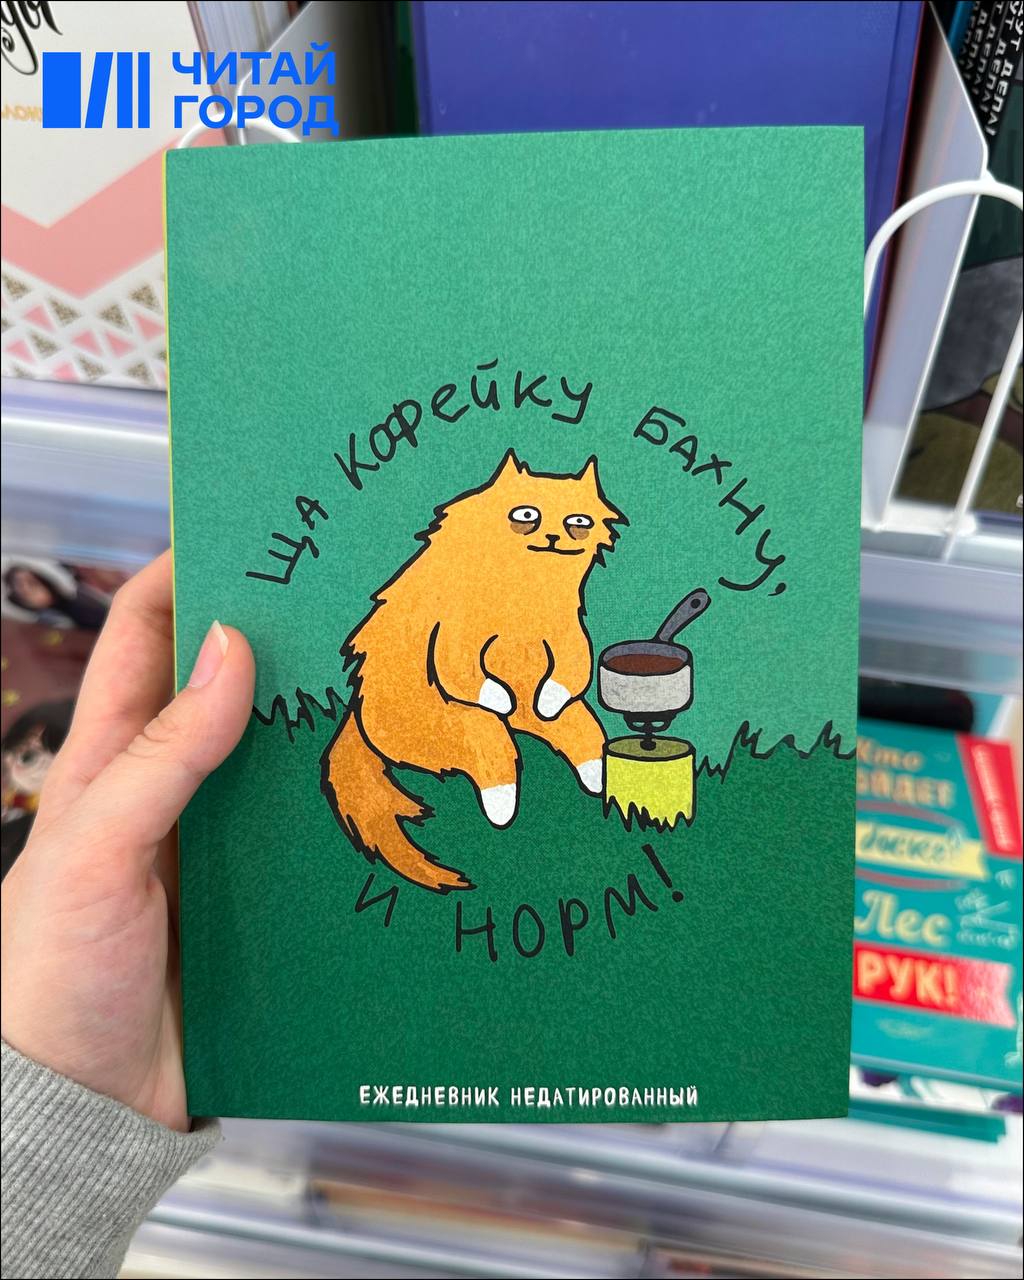 ЧИТАЙ
ГОРОД
ЩА КОФЕЙКУ БАХНУ,
И НОРМ!
ЕЖЕДНЕВНИК НЕДАТИРОВАННЫЙ
Кто
Лес
РУК!